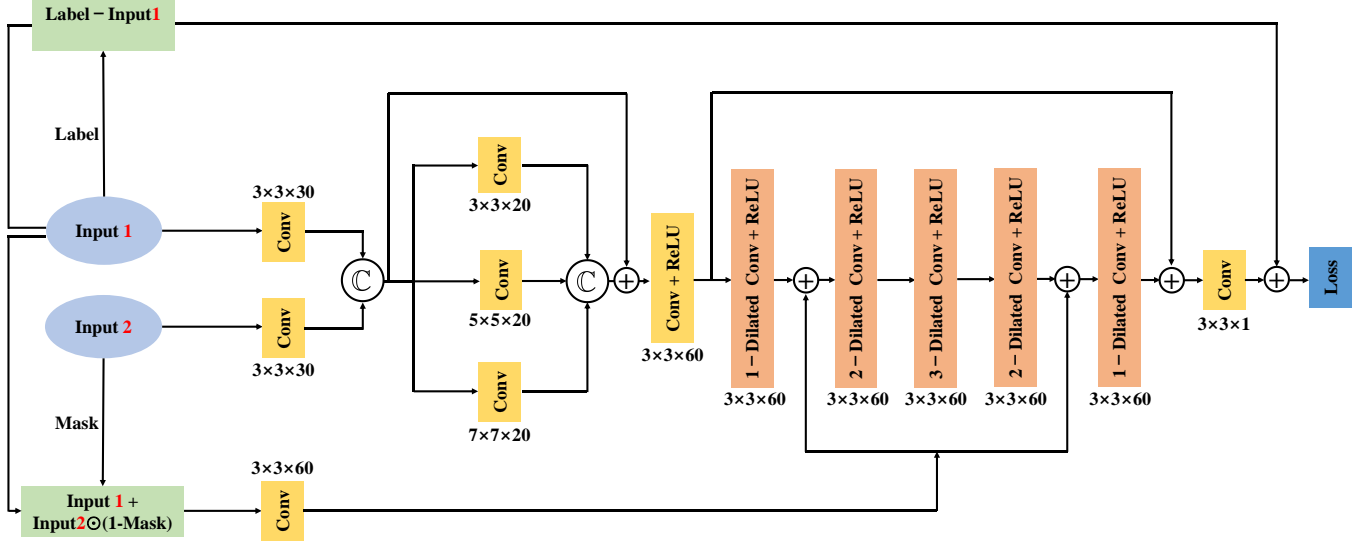 Label − Input1
Label
Input 1
Input 2
Mask
Input 1 +
Input2⊙(1-Mask)
3×3×30
Conv
Conv
3×3×30
3×3×60
Conv
ℂ
Conv
3×3×20
Conv
5×5×20
Conv
7×7×20
ℂ
+
Conv + ReLU
3×3×60
1 − Dilated Conv + ReLU
3×3×60
+
2 − Dilated Conv + ReLU
3×3×60
3 − Dilated Conv + ReLU
3×3×60
2 − Dilated Conv + ReLU
3×3×60
+
1 − Dilated Conv + ReLU
3×3×60
+
Conv
3×3×1
+
Loss